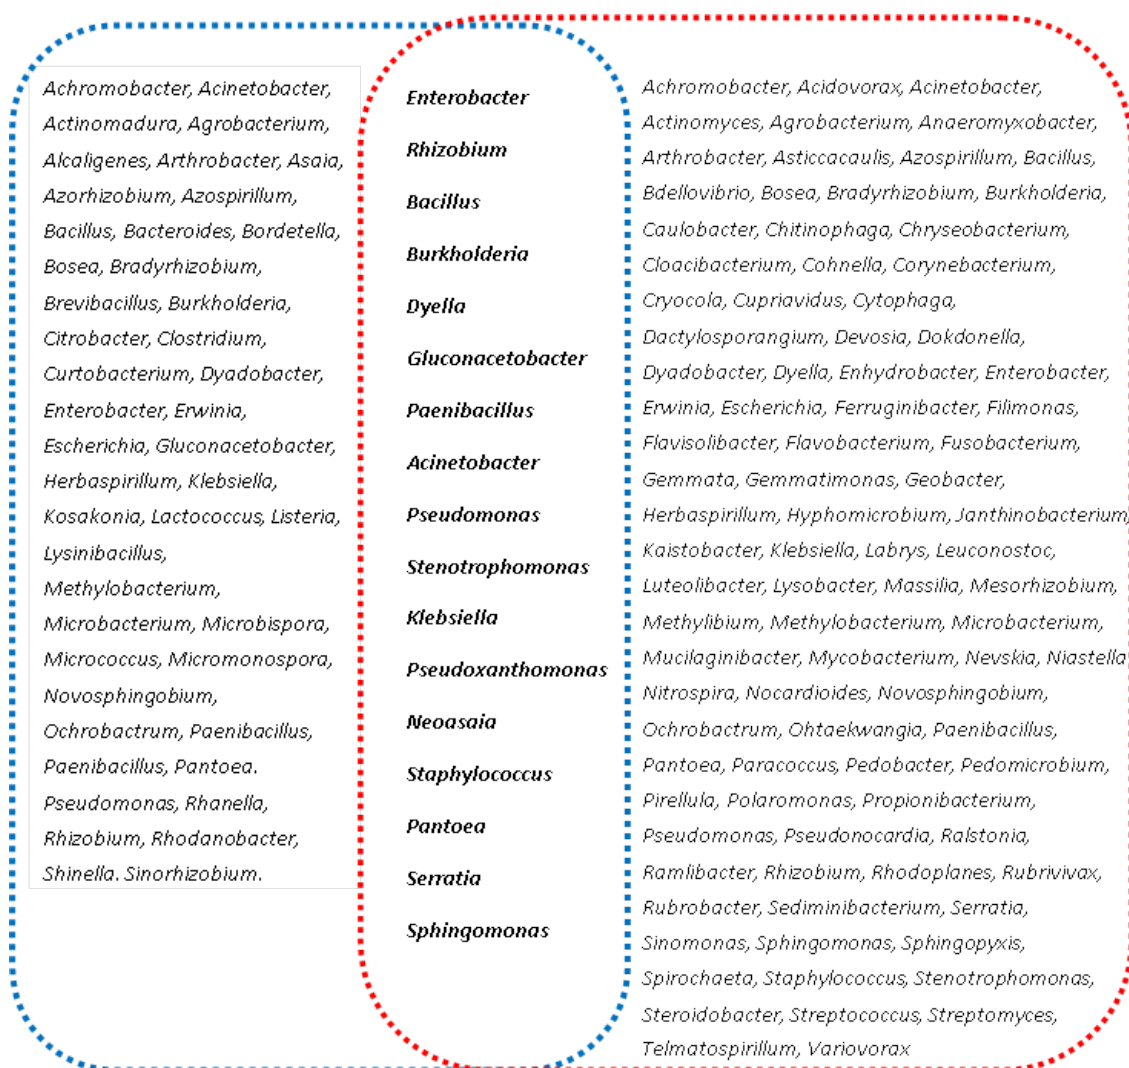 Achromobacter, Acinetobacter,
Actinomadura, Agrobacterium,
Alcaligenes, Arthrobacter, Asaia,
Azorhizobium, Azospirillum,
Bacillus, Bacteroides, Bordetella,
Bosea, Bradyrhizobium,
Brevibacillus, Burkholderia,
Citrobacter, Clostridium,
Curtobacterium, Dyadobacter,
Enterobacter, Erwinia,
Escherichia, Gluconacetobacter,
Herbaspirillum, Klebsiella,
Kosakonia, Lactococcus, Listeria,
Lysinibacillus,
Methylobacterium,
Microbacterium, Microbispora,
Micrococcus, Micromonospora,
Novosphingobium,
Ochrobactrum, Paenibacillus,
Paenibacillus, Pantoea.
Pseudomonas, Rhanella,
Rhizobium, Rhodanobacter,
Shinella. Sinorhizobium.
Enterobacter
Rhizobium
Bacillus
Burkholderia
Dyella
Gluconacetobacter
Paenibacillus
Acinetobacter
Pseudomonas
Stenotrophomonas
Klebsiella
Pseudoxanthomonas
Neoasaia
Staphylococcus
Pantoea
Serratia
Sphingomonas
Achromobacter, Acidovorax, Acinetobacter,
Actinomyces, Agrobacterium, Anaeromyxobacter,
Arthrobacter, Asticcacaulis, Azospirillum, Bacillus,
Bdellovibrio, Bosea, Bradyrhizobium, Burkholderia,
Caulobacter, Chitinophaga, Chryseobacterium,
Cloacibacterium, Cohnella, Corynebacterium,
Cryocola, Cupriavidus, Cytophaga,
Dactylosporangium, Devosia, Dokdonella,
Dyadobacter, Dyella, Enhydrobacter, Enterobacter,
Erwinia, Escherichia, Ferruginibacter, Filimonas,
Flavisolibacter, Flavobacterium, Fusobacterium,
Gemmata, Gemmatimonas, Geobacter,
Herbaspirillum, Hyphomicrobium, Janthinobacterium,
Kaistobacter, Klebsiella, Labrys, Leuconostoc,
Luteolibacter, Lysobacter, Massilia, Mesorhizobium,
Methylibium, Methylobacterium, Microbacterium,
Mucilaginibacter, Mycobacterium, Nevskia, Niastella
Nitrospira, Nocardioides, Novosphingobium,
Ochrobactrum, Ohtaekwangia, Paenibacillus,
Pantoea, Paracoccus, Pedobacter, Pedomicrobium,
Pirellula, Polaromonas, Propionibacterium,
Pseudomonas, Pseudonocardia, Ralstonia,
Ramlibacter, Rhizobium, Rhodoplanes, Rubrivivax,
Rubrobacter, Sediminibacterium, Serratia,
Sinomonas, Sphingomonas, Sphingopyxis,
Spirochaeta, Staphylococcus, Stenotrophomonas,
Steroidobacter, Streptococcus, Streptomyces,
Telmatospirillum, Variovorax